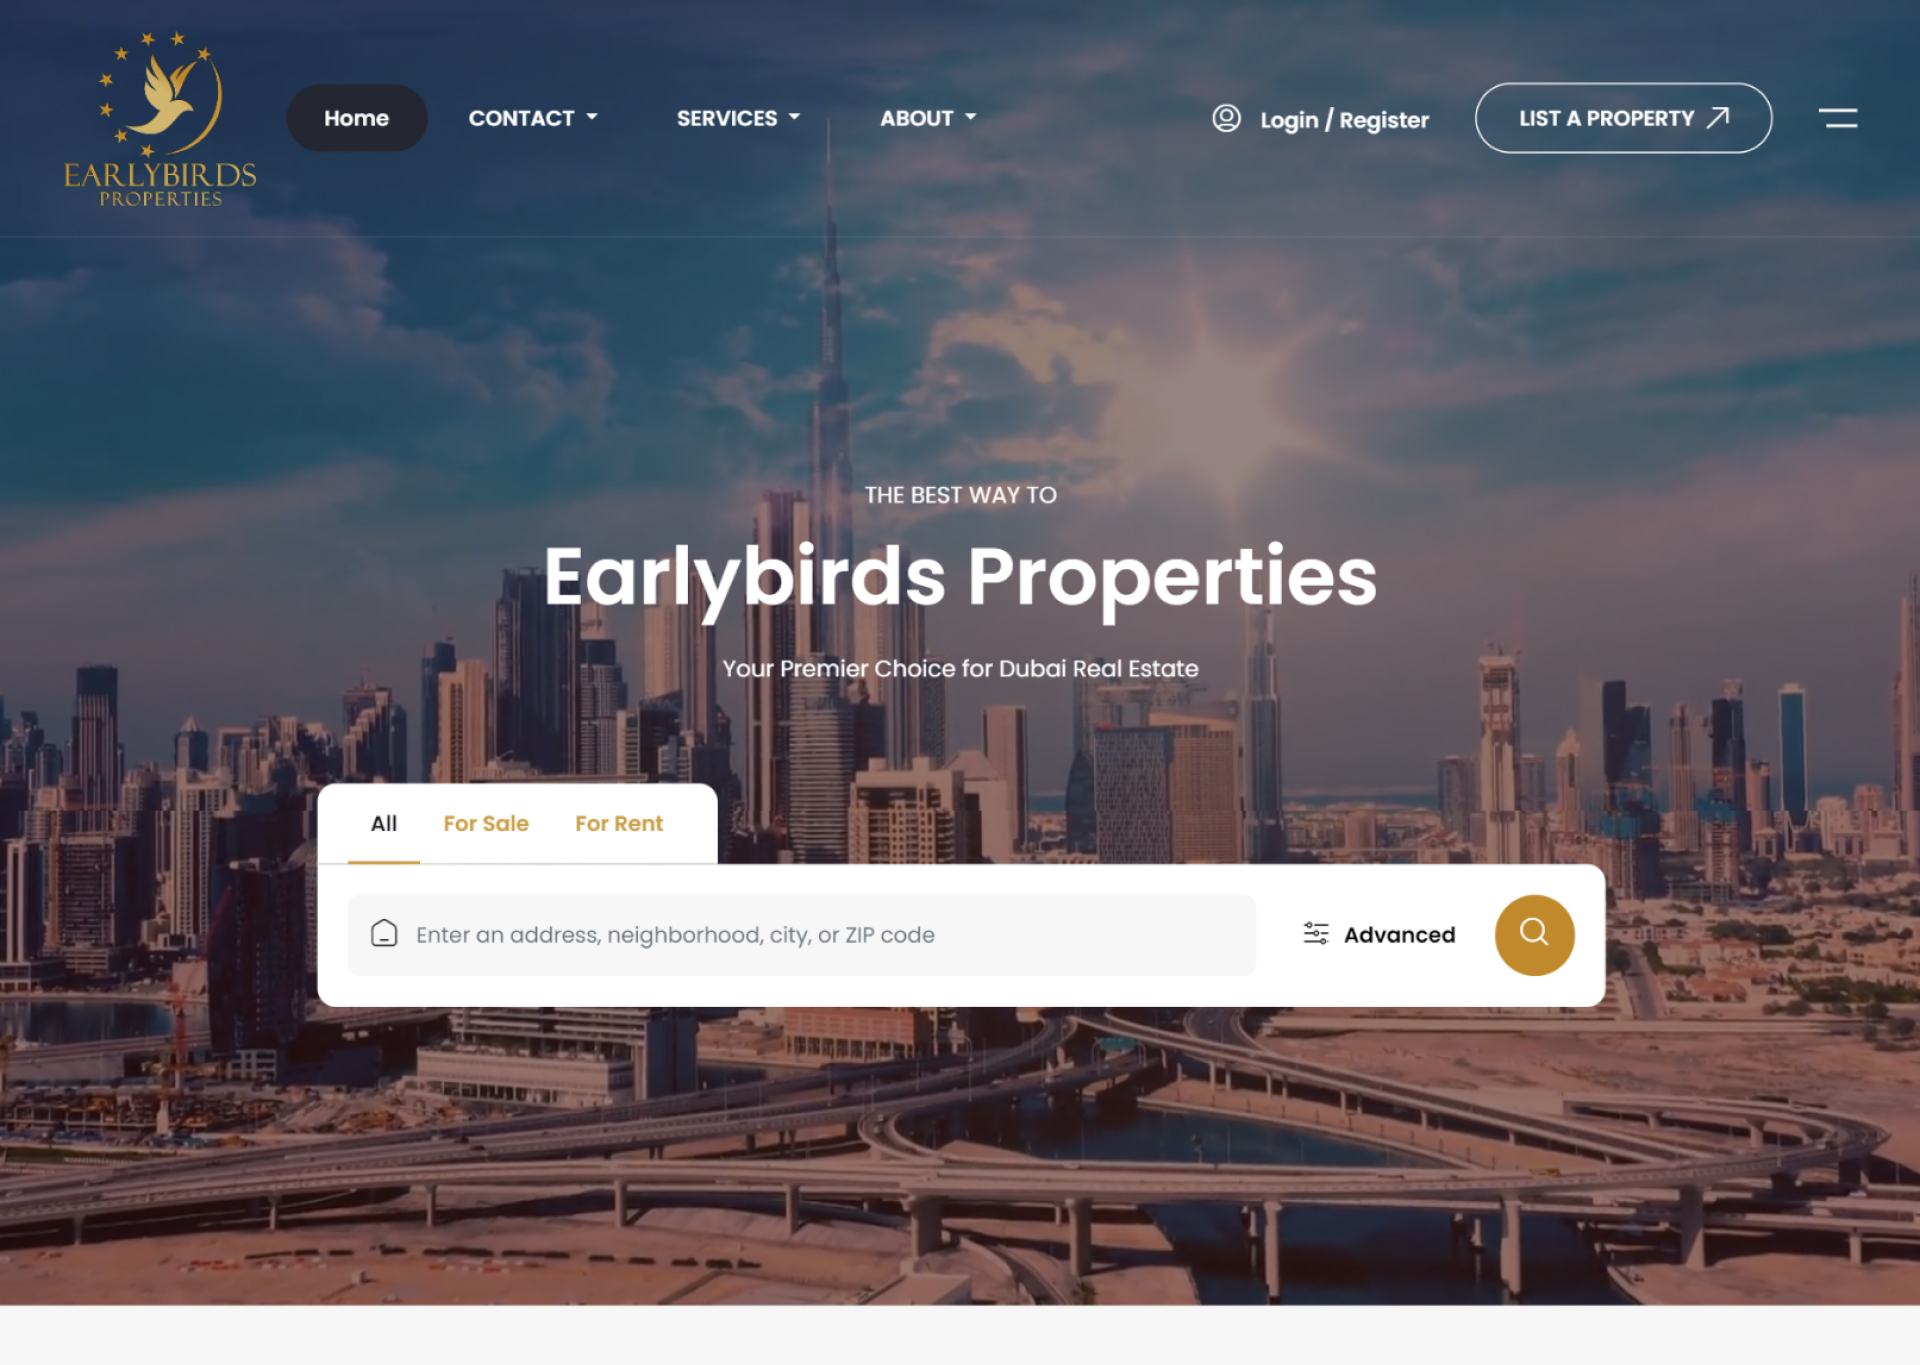 EARLYBIRDS
PROPERTIES
Home
CONTACT
SERVICES
ABOUT
Login / Register
LIST A PROPERTY
THE BEST WAY TO
Earlybirds Properties
Your Premier Choice for Dubai Real Estate
All
For Sale
For Rent
Enter an address, neighborhood, city, or ZIP code
Advanced